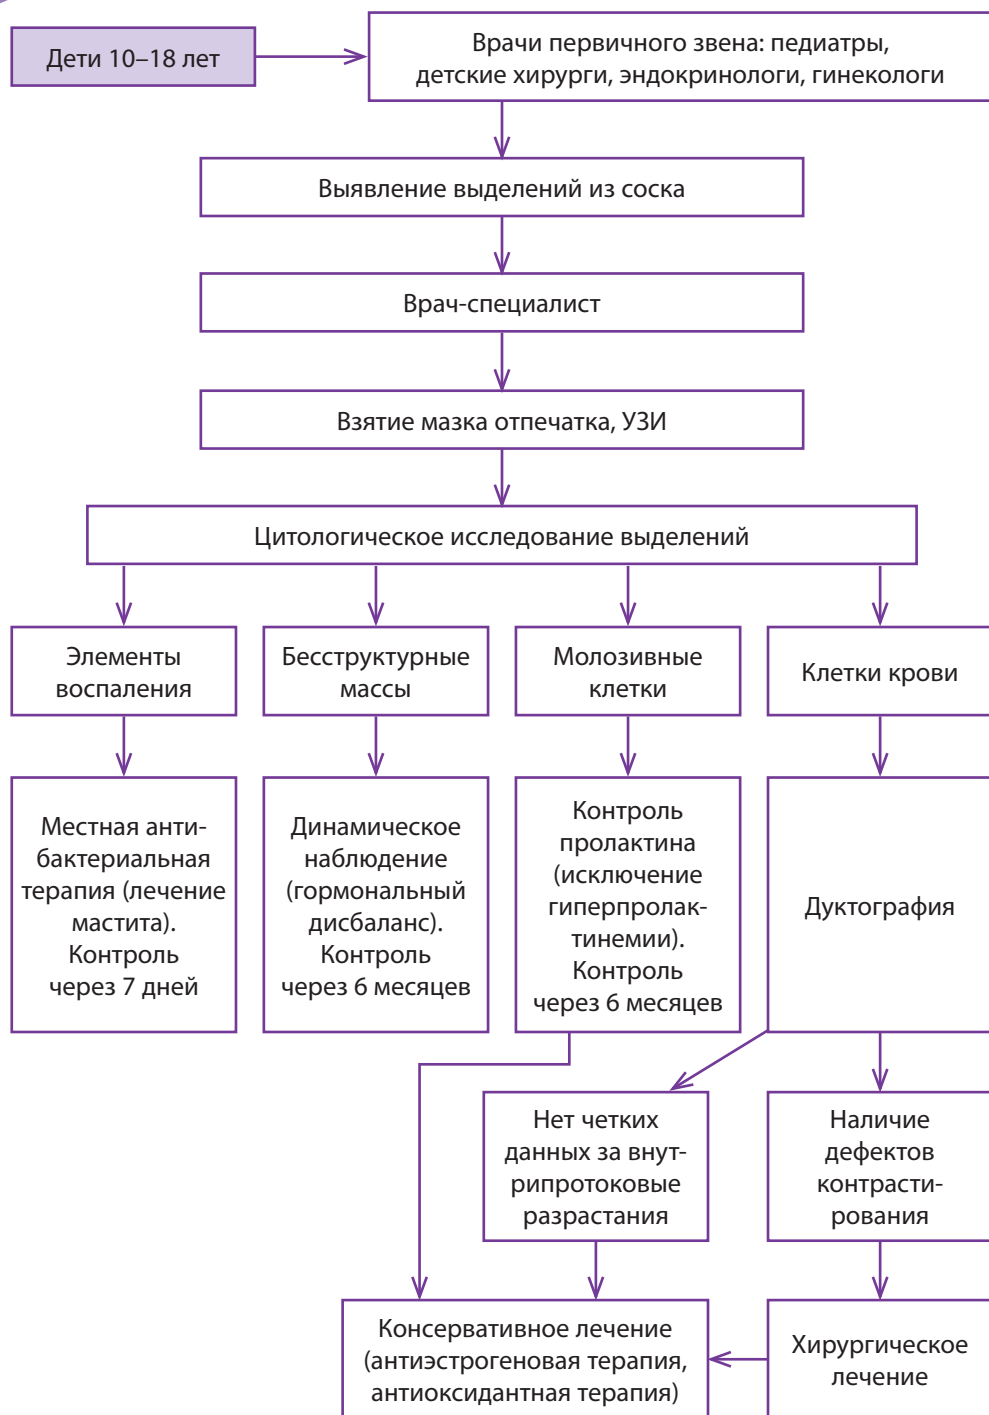 Дети 10–18 лет
Врачи первичного звена: педиатры,
детские хирурги, эндокринологи, гинекологи
Выявление выделений из соска
Врач-специалист
Взятие мазка отпечатка, УЗИ
Цитологическое исследование выделений
Элементы
воспаления
Бесструктурные
массы
Молозивные
клетки
Клетки крови
Местная анти-
бактериальная
терапия (лечение
мастита).
Контроль
через 7 дней
Динамическое
наблюдение
(гормональный
дисбаланс).
Контроль
через 6 месяцев
Контроль
пролактина
(исключение
гиперпролак-
тинемии).
Контроль
через 6 месяцев
Дуктография
Нет четких
данных за внут-
рипротоковые
разрастания
Наличие
дефектов
контрасти-
рования
Консервативное лечение
(антиэстрогеновая терапия,
антиоксидантная терапия)
Хирургическое
лечение